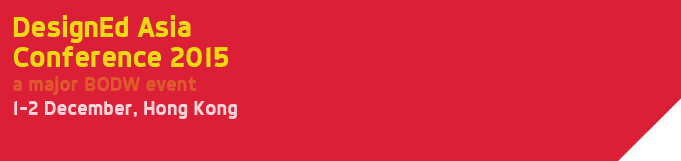 DesignEd Asia
Conference 2015
a major BODW event
1-2 December, Hong Kong